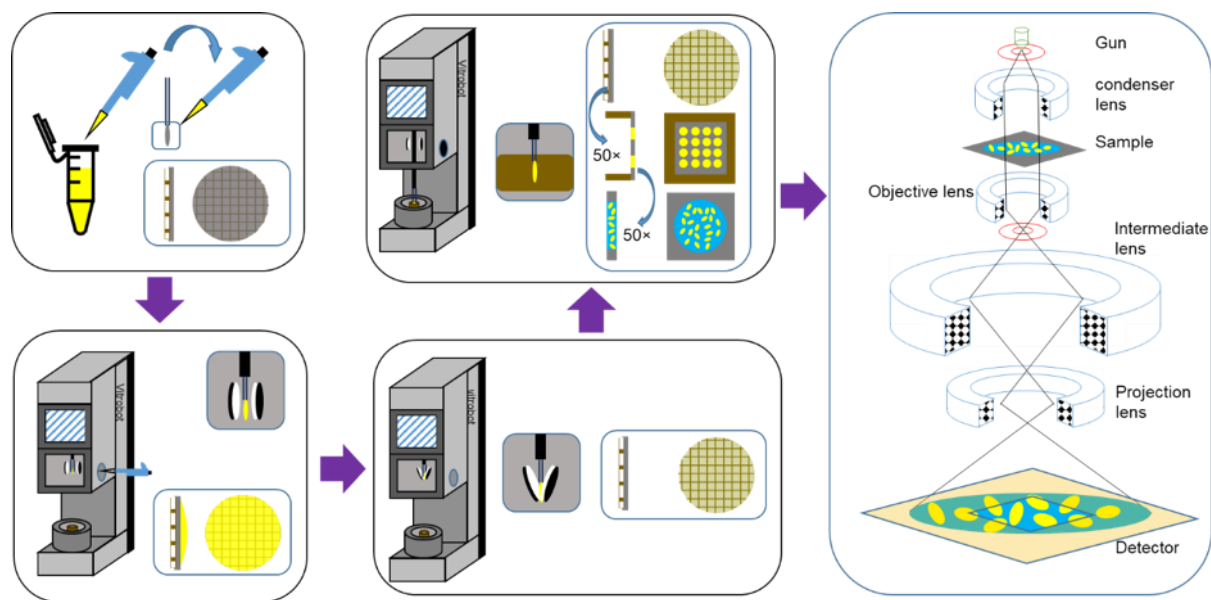 Vitrobot
50×
50×
Vitrobot
vitrobot
Gun
condenser
lens
Sample
Objective lens
Intermediate
lens
Projection
lens
Detector